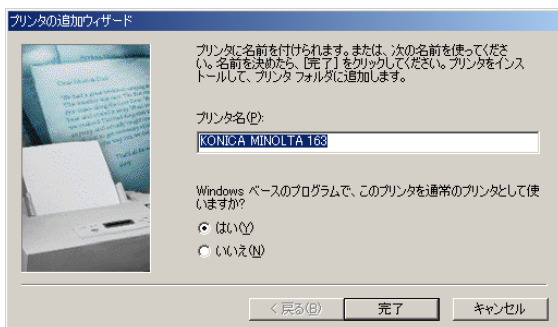 プリンタの追加ウィザード
プリンタに名前を付けられます。または、次の名前を使ってくださ
い。名前を決めたら、[完了] をクリックしてください。プリンタをインス
トールして、プリンタ フォルダに追加します。
プリンタ名(P):
KONICA MINOLTA 163
Windows ベースのプログラムで、このプリンタを通常のプリンタとして使
いますか?
はい(Y)
いいえ(N)
< 戻る(B)
完了
キャンセル